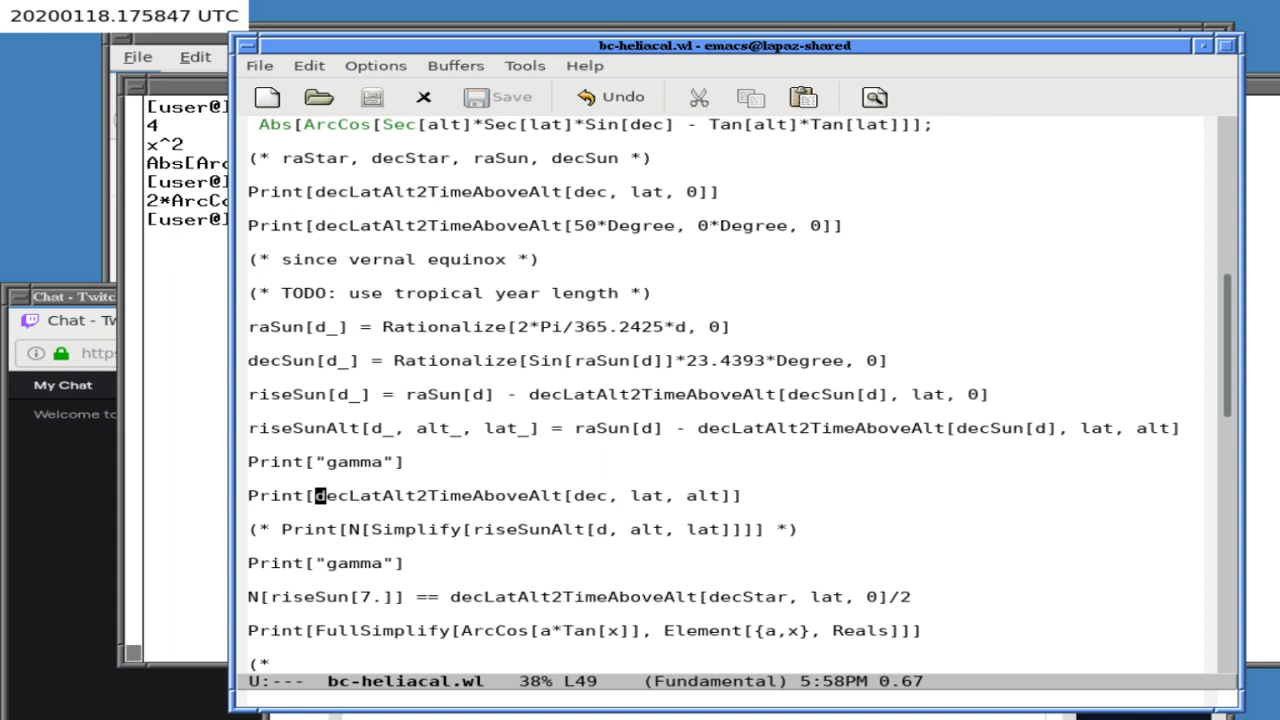 20200118.175847 UTC
File Edit
[user@]
4
x^2
Abs[Arc
[user@]
2*ArcCo
[user@]
Chat - Twitc
Chat - Tw
https
My Chat
Welcome to
bc-heliacal.wl - emacs@lapaz-shared
File Edit Options Buffers Tools Help
Save Undo
Abs[ArcCos[Sec[alt]*Sec[lat]*Sin[dec] - Tan[alt]*Tan[lat]]];
(* raStar, decStar, raSun, decSun *)
Print[decLatAlt2TimeAboveAlt[dec, lat, 0]]
Print[decLatAlt2TimeAboveAlt[50*Degree, 0*Degree, 0]]
(* since vernal equinox *)
(* TODO: use tropical year length *)
raSun[d_] = Rationalize[2*Pi/365.2425*d, 0]
decSun[d_] = Rationalize[Sin[raSun[d]]*23.4393*Degree, 0]
riseSun[d_] = raSun[d] - decLatAlt2TimeAboveAlt[decSun[d], lat, 0]
riseSunAlt[d_, alt_, lat_] = raSun[d] - decLatAlt2TimeAboveAlt[decSun[d], lat, alt]
Print["gamma"]
Print[decLatAlt2TimeAboveAlt[dec, lat, alt]]
(* Print[N[Simplify[riseSunAlt[d, alt, lat]]]] *)
Print["gamma"]
N[riseSun[7.]] == decLatAlt2TimeAboveAlt[decStar, lat, 0]/2
Print[FullSimplify[ArcCos[a*Tan[x]], Element[{a,x}, Reals]]]
(*
U:--- bc-heliacal.wl 38% L49 (Fundamental) 5:58PM 0.67